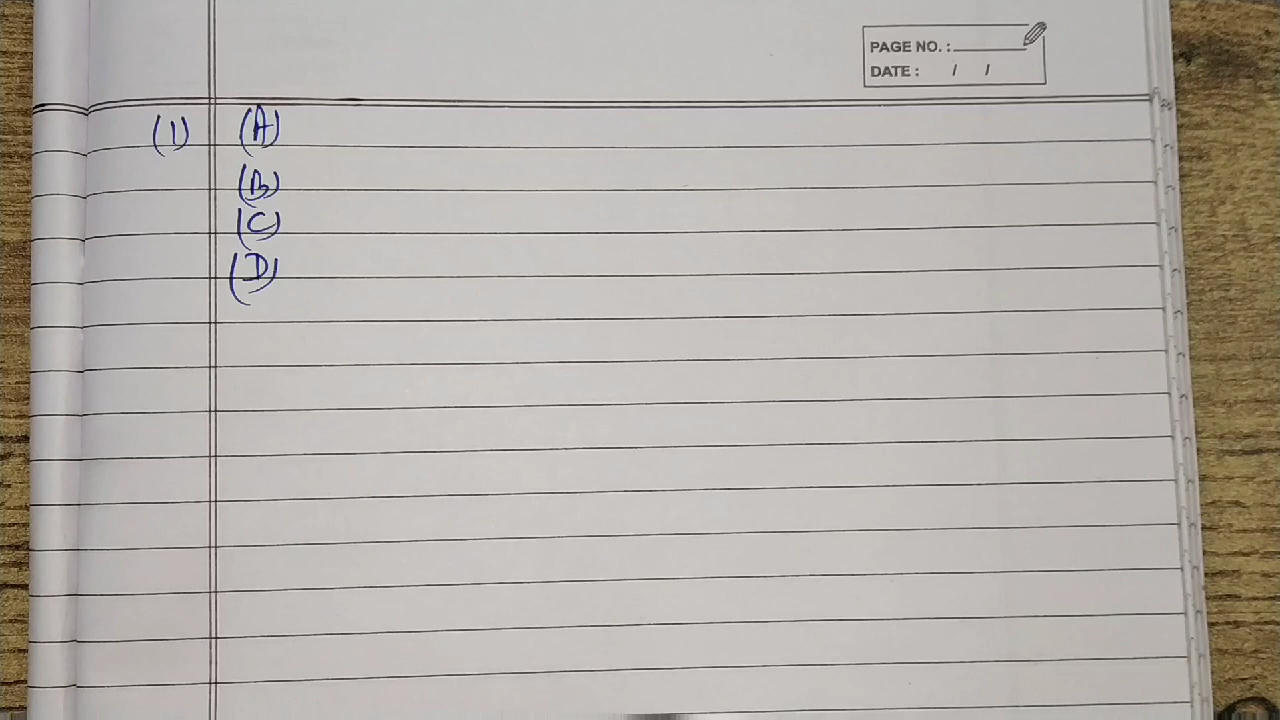 PAGE NO. :
DATE : / /
(1) (A)
(B)
(C)
(D)